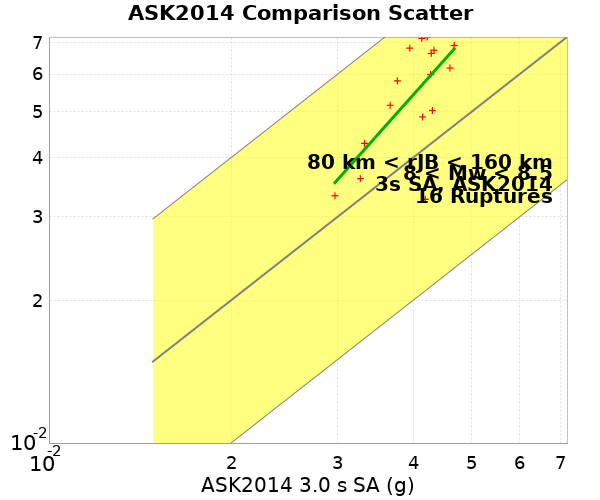 ASK2014 Comparison Scatter
7
6
5
4
3
2
10-2
80 km < rJB < 160 km
8 < Mw < 8.5
3s SA, ASK2014
16 Ruptures
10-2
2
3
4
5
6
7
ASK2014 3.0 s SA (g)